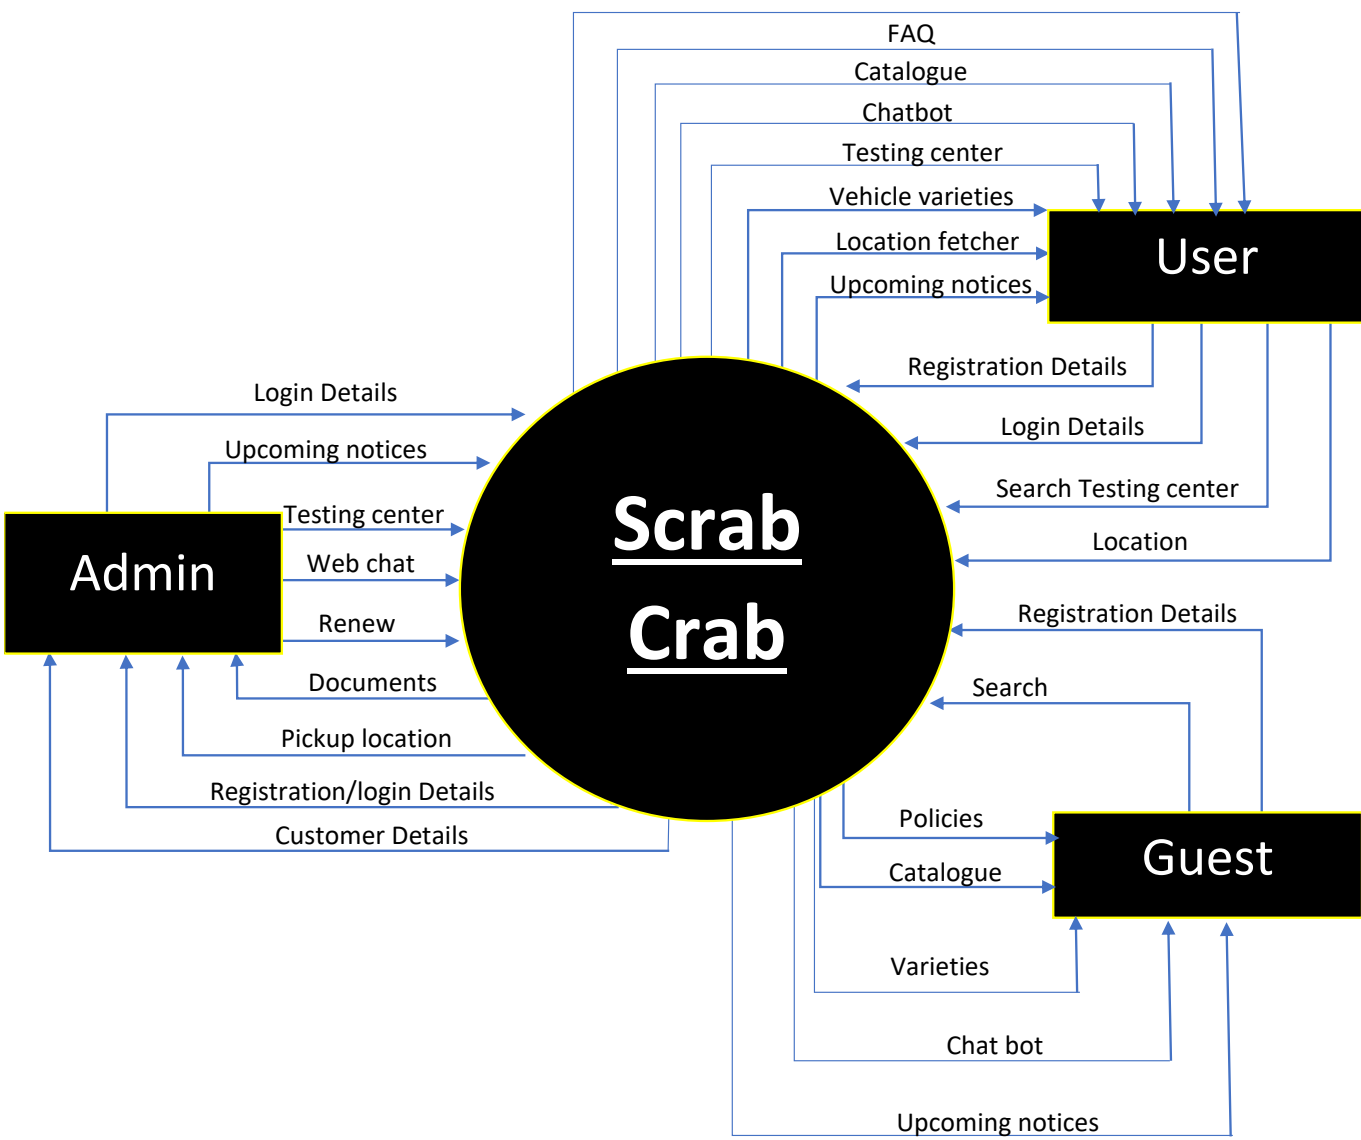 FAQ
Catalogue
Chatbot
Testing center
Vehicle varieties
Location fetcher
Upcoming notices
User
Registration Details
Login Details
Search Testing center
Location
Login Details
Upcoming notices
Testing center
Web chat
Renew
Admin
Documents
Pickup location
Registration/login Details
Customer Details
Scrab
Crab
Registration Details
Search
Policies
Catalogue
Guest
Varieties
Chat bot
Upcoming notices